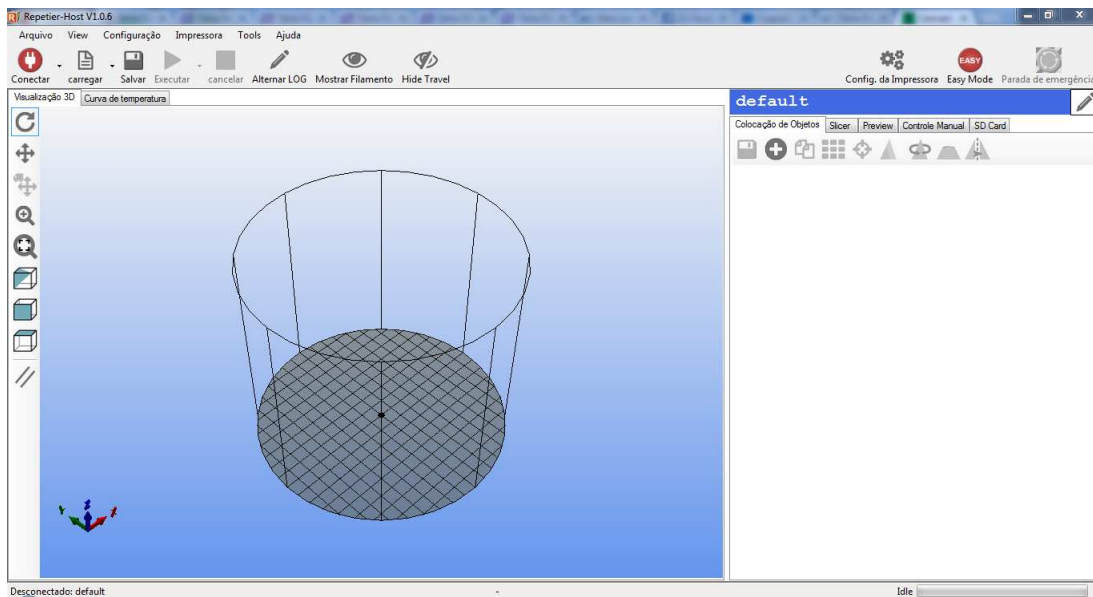 Repetier-Host V1.0.6
Arquivo View Configuração Impressora Tools Ajuda
Conectar carregar Salvar Executar cancelar Alternar LOG Mostrar Filamento Hide Travel Config. da Impressora EASY Easy Mode Parada de emergência
Visualização 3D Curva de temperatura
default
Colocação de Objetos Slicer Preview Controle Manual SD Card
Desconectado: default - Idle